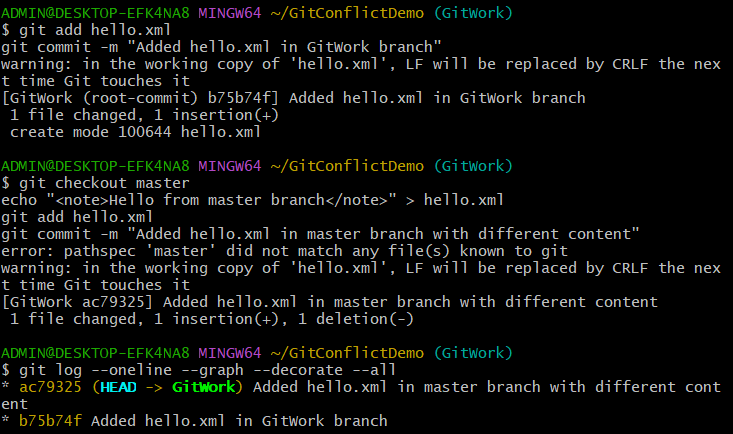 ADMIN@DESKTOP-EFK4NA8 MINGW64 ~/GitConflictDemo (GitWork)
$ git add hello.xml
git commit -m "Added hello.xml in GitWork branch"
warning: in the working copy of 'hello.xml', LF will be replaced by CRLF the nex
t time Git touches it
[GitWork (root-commit) b75b74f] Added hello.xml in GitWork branch
 1 file changed, 1 insertion(+)
 create mode 100644 hello.xml

ADMIN@DESKTOP-EFK4NA8 MINGW64 ~/GitConflictDemo (GitWork)
$ git checkout master
echo "<note>Hello from master branch</note>" > hello.xml
git add hello.xml
git commit -m "Added hello.xml in master branch with different content"
error: pathspec 'master' did not match any file(s) known to git
warning: in the working copy of 'hello.xml', LF will be replaced by CRLF the nex
t time Git touches it
[GitWork ac79325] Added hello.xml in master branch with different content
 1 file changed, 1 insertion(+), 1 deletion(-)

ADMIN@DESKTOP-EFK4NA8 MINGW64 ~/GitConflictDemo (GitWork)
$ git log --oneline --graph --decorate --all
* ac79325 (HEAD -> GitWork) Added hello.xml in master branch with different cont
ent
* b75b74f Added hello.xml in GitWork branch